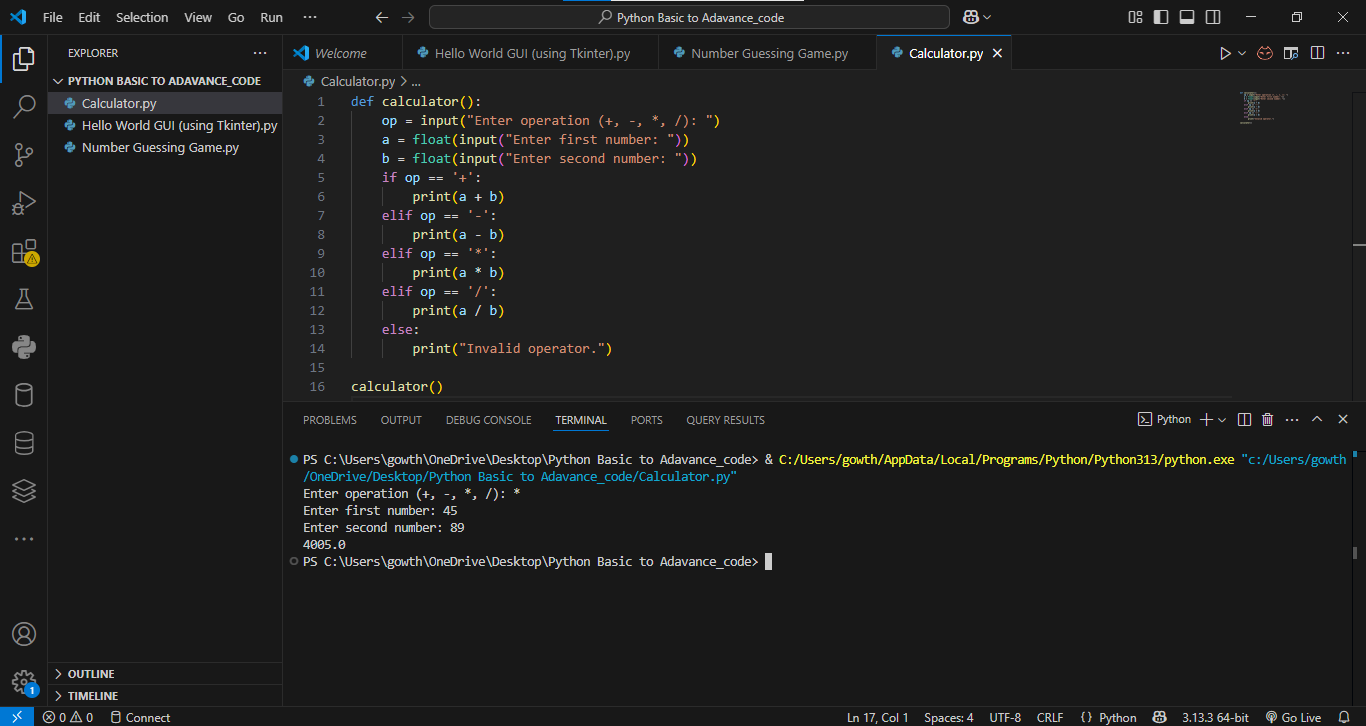 File Edit Selection View Go Run ··· Python Basic to Adavance_code
EXPLORER ···
PYTHON BASIC TO ADAVANCE_CODE
Calculator.py
Hello World GUI (using Tkinter).py
Number Guessing Game.py
OUTLINE
TIMELINE
Welcome Hello World GUI (using Tkinter).py Number Guessing Game.py Calculator.py
Calculator.py > ...
1 def calculator():
2     op = input("Enter operation (+, -, *, /): ")
3     a = float(input("Enter first number: "))
4     b = float(input("Enter second number: "))
5     if op == '+':
6         print(a + b)
7     elif op == '-':
8         print(a - b)
9     elif op == '*':
10         print(a * b)
11     elif op == '/':
12         print(a / b)
13     else:
14         print("Invalid operator.")
15
16 calculator()
PROBLEMS OUTPUT DEBUG CONSOLE TERMINAL PORTS QUERY RESULTS Python
PS C:\Users\gowth\OneDrive\Desktop\Python Basic to Adavance_code> & C:/Users/gowth/AppData/Local/Programs/Python/Python313/python.exe "c:/Users/gowth
/OneDrive/Desktop/Python Basic to Adavance_code/Calculator.py"
Enter operation (+, -, *, /): *
Enter first number: 45
Enter second number: 89
4005.0
PS C:\Users\gowth\OneDrive\Desktop\Python Basic to Adavance_code>
1
0 0 Connect Ln 17, Col 1 Spaces: 4 UTF-8 CRLF {} Python 3.13.3 64-bit Go Live